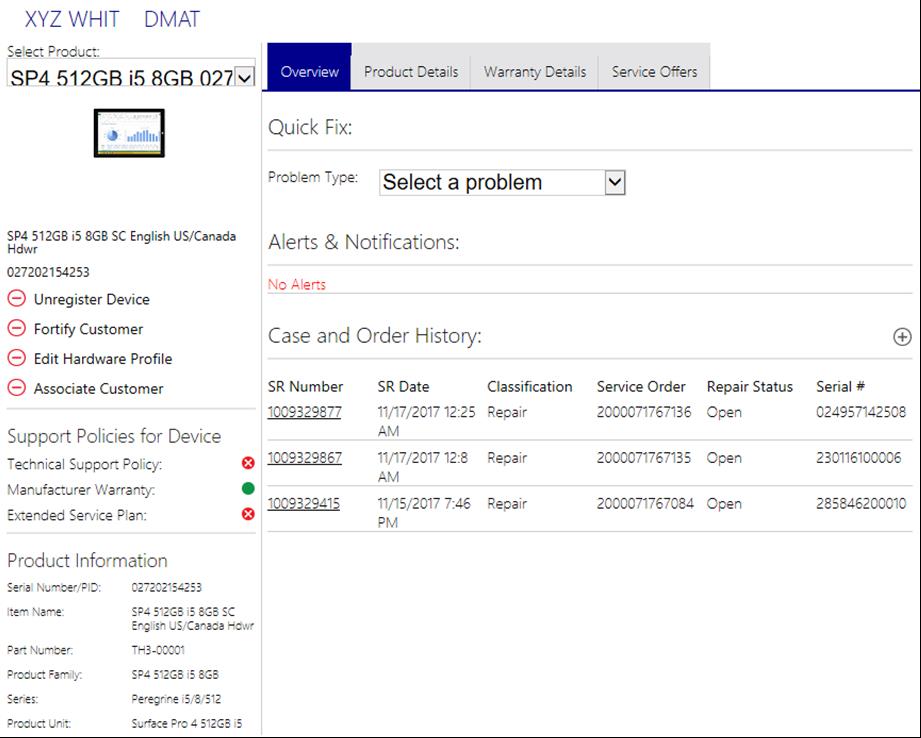 XYZ WHIT DMAT
Select Product:
SP4 512GB i5 8GB 027
Overview Product Details Warranty Details Service Offers
SP4 512GB i5 8GB SC English US/Canada
Hdwr
027202154253
Unregister Device
Fortify Customer
Edit Hardware Profile
Associate Customer
Support Policies for Device
Technical Support Policy:
Manufacturer Warranty:
Extended Service Plan:
Product Information
Serial Number/PID: 027202154253
Item Name: SP4 512GB i5 8GB SC
English US/Canada Hdwr
Part Number: TH3-00001
Product Family: SP4 512GB i5 8GB
Series: Peregrine i5/8/512
Product Unit: Surface Pro 4 512GB i5
Quick Fix:
Problem Type: Select a problem
Alerts & Notifications:
No Alerts
Case and Order History:
SR Number SR Date Classification Service Order Repair Status Serial #
1009329877 11/17/2017 12:25 Repair 2000071767136 Open 024957142508
AM
1009329867 11/17/2017 12:8 Repair 2000071767135 Open 230116100006
AM
1009329415 11/15/2017 7:46 Repair 2000071767084 Open 285846200010
PM